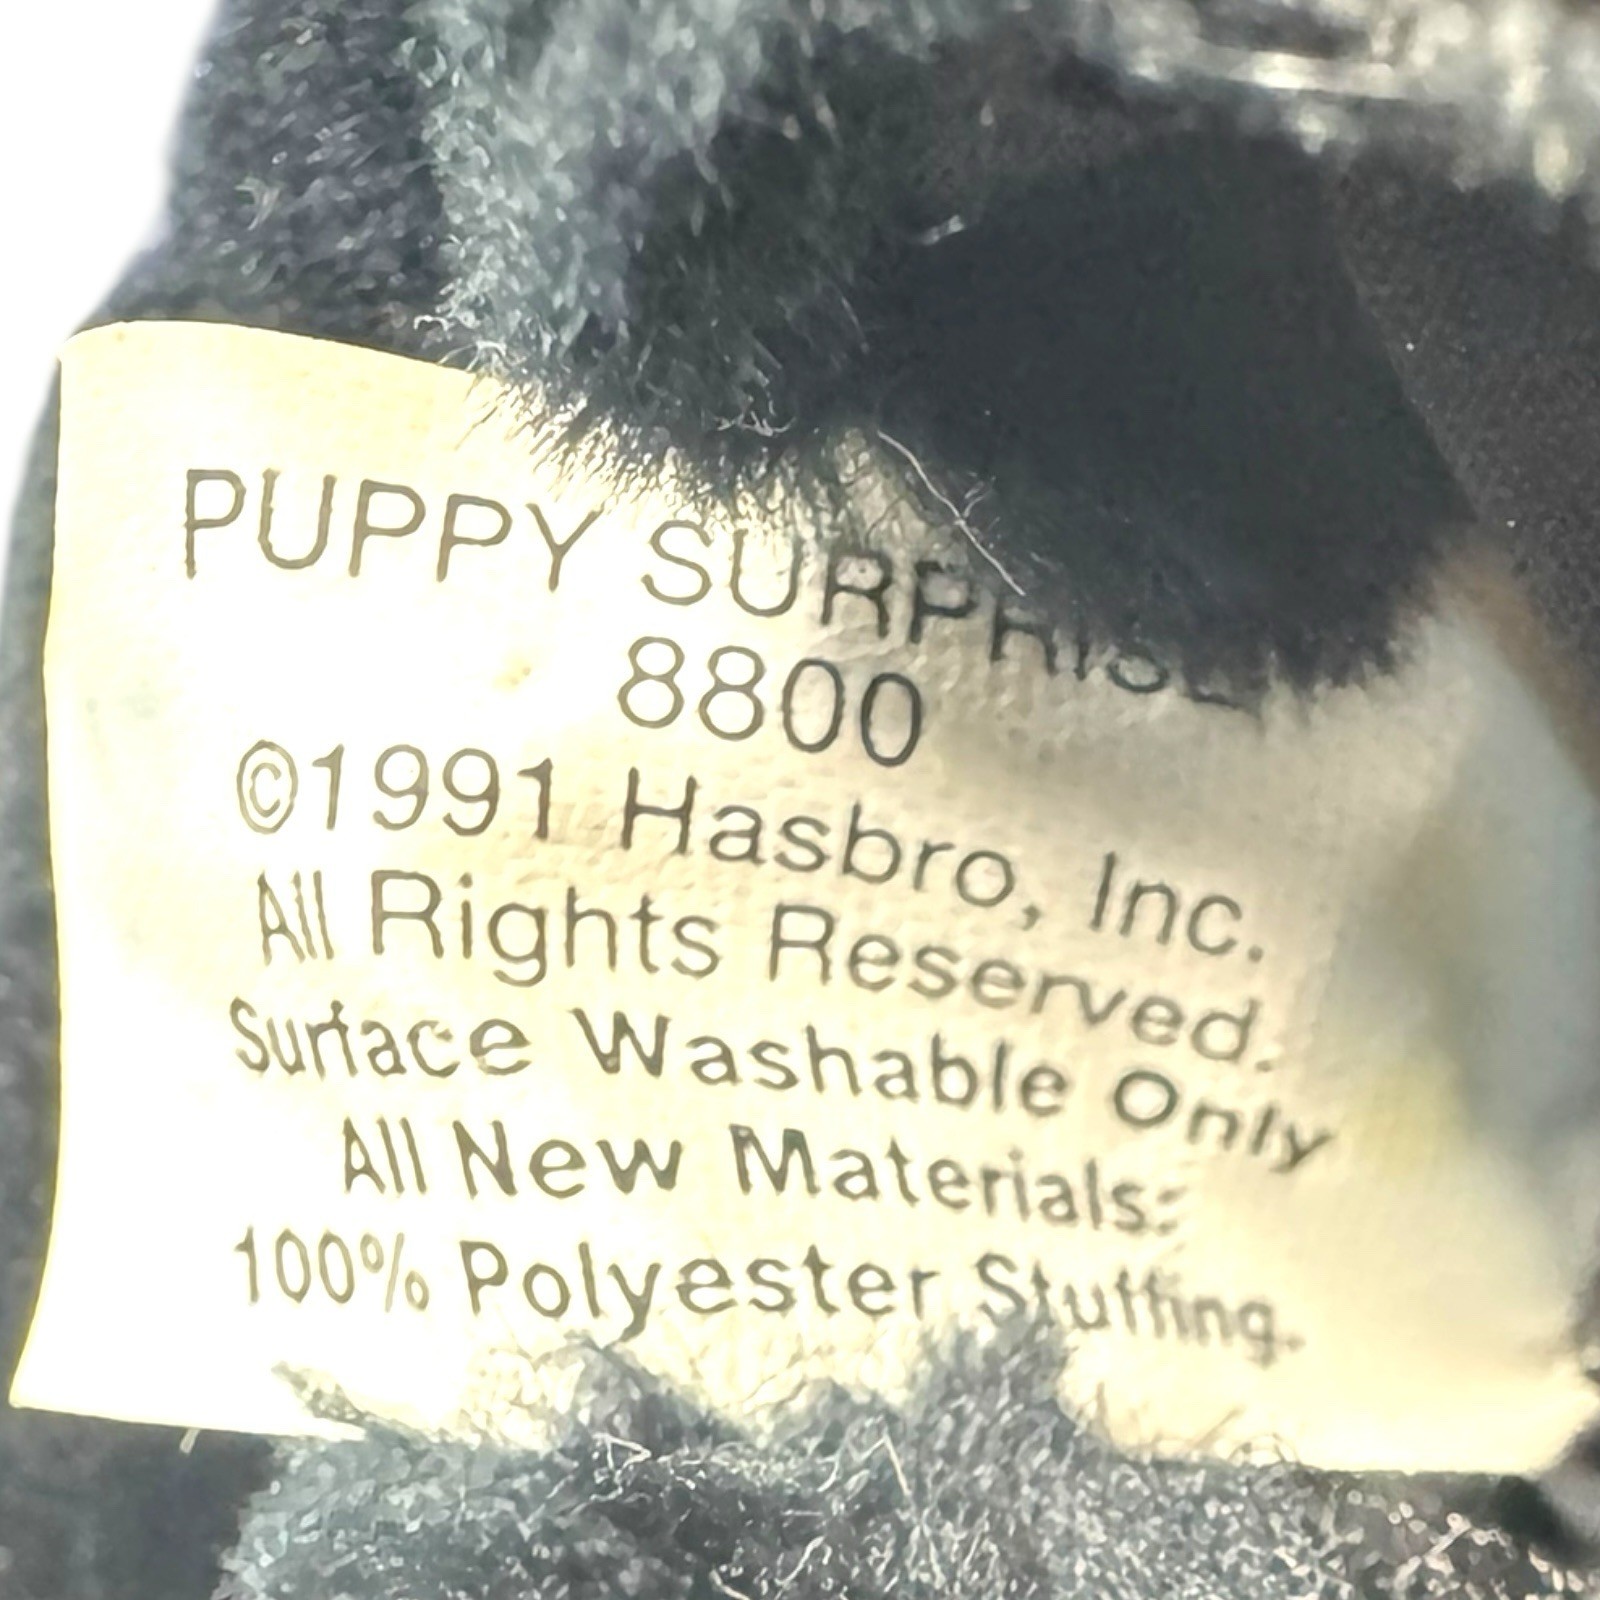 PUPPY SURPRISE
8800
©1991 Hasbro, Inc.
All Rights Reserved.
Surface Washable Only
All New Materials:
100% Polyester Stuffing.